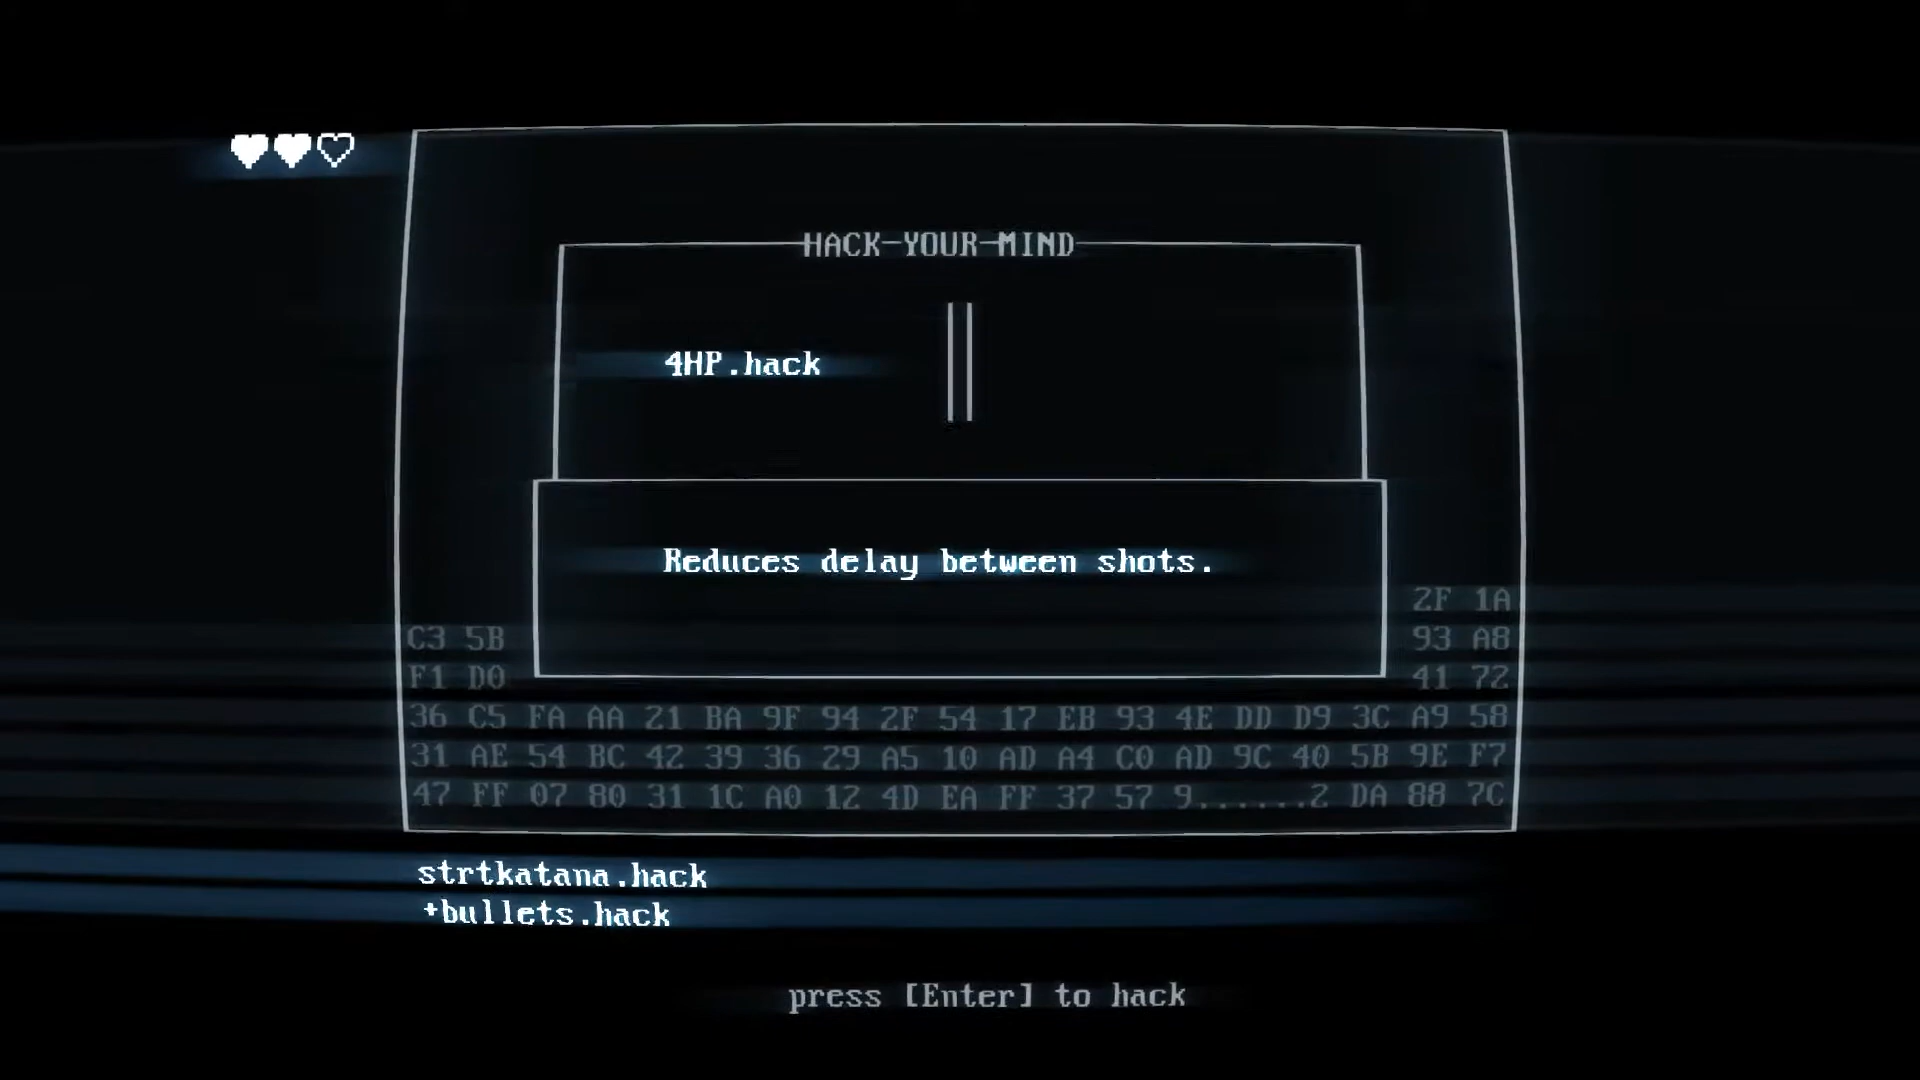 HACK-YOUR-MIND
4HP.hack
Reduces delay between shots.
2F 1A
C3 5B 93 A8
F1 D0 41 72
36 C5 FA AA 21 BA 9F 94 2F 54 17 EB 93 4E DD D9 3C A9 58
31 AE 54 BC 42 39 36 29 A5 10 AD A4 C0 AD 9C 40 5B 9E F7
47 FF 07 80 31 1C A0 12 4D EA FF 37 57 9......2 DA 88 7C
strtkatana.hack
+bullets.hack
press [Enter] to hack